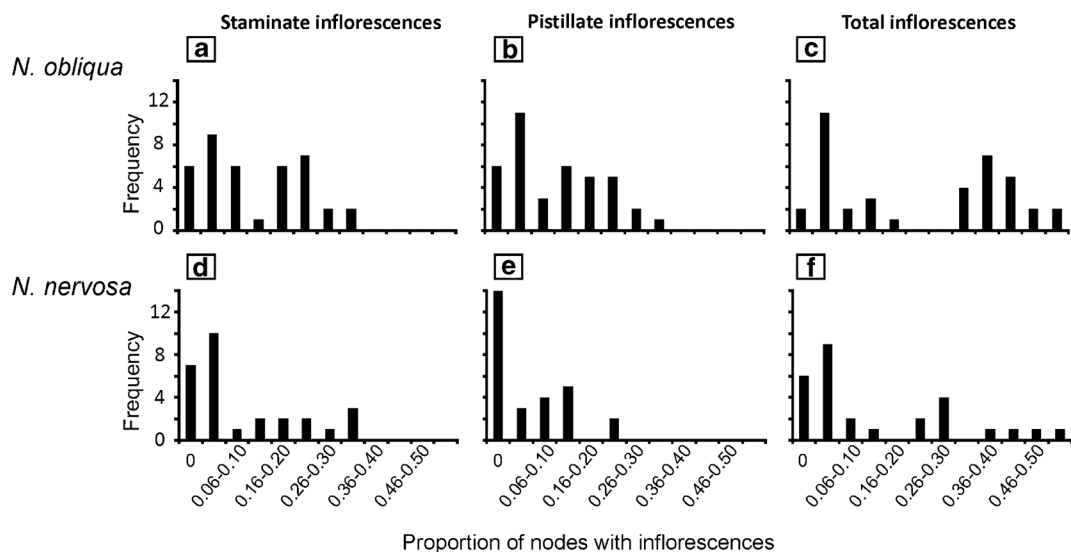 Staminate inflorescences Pistillate inflorescences Total inflorescences
a b c
N. obliqua
12
8
4
0
Frequency
d e f
N. nervosa
12
8
4
0
Frequency
0 0.06-0.10 0.16-0.20 0.26-0.30 0.36-0.40 0.46-0.50
0 0.06-0.10 0.16-0.20 0.26-0.30 0.36-0.40 0.46-0.50
0 0.06-0.10 0.16-0.20 0.26-0.30 0.36-0.40 0.46-0.50
Proportion of nodes with inflorescences